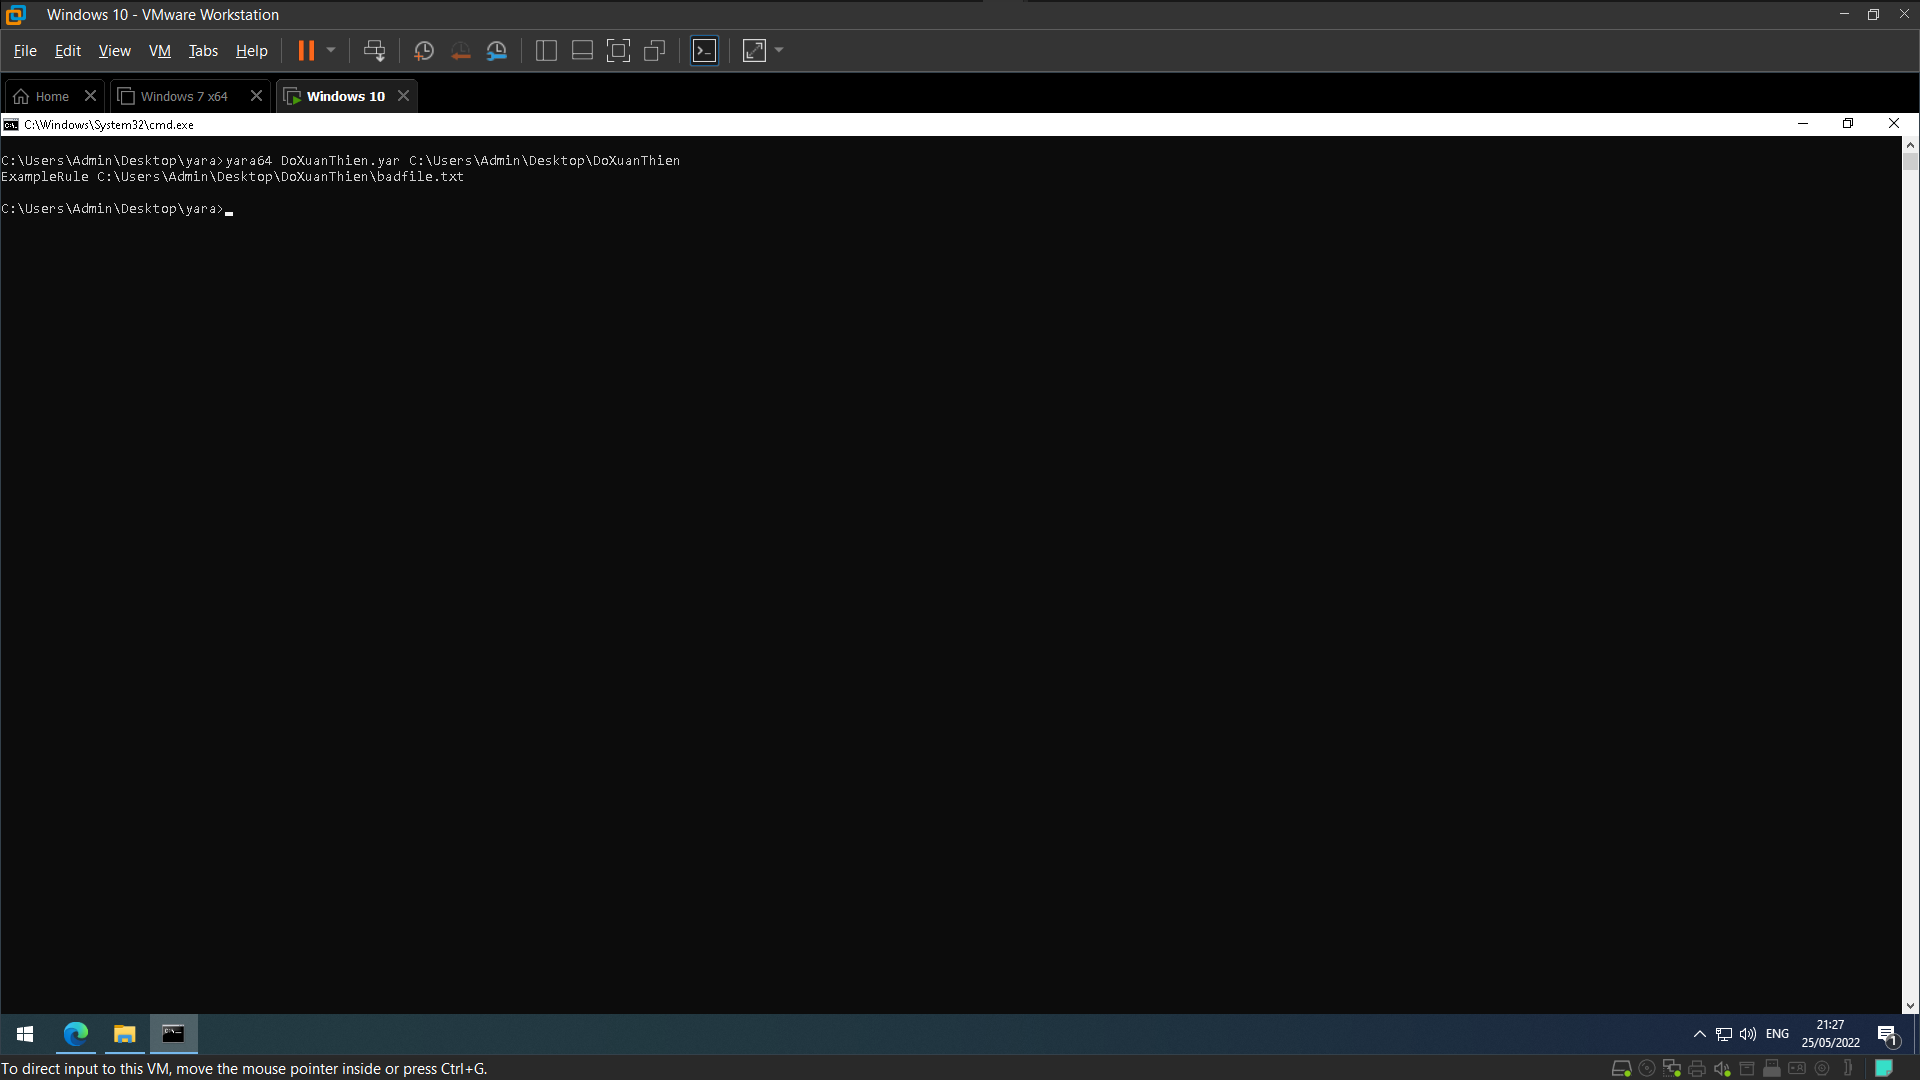 Windows 10 - VMware Workstation
File Edit View VM Tabs Help
Home Windows 7 x64 Windows 10
C:\Windows\System32\cmd.exe
C:\Users\Admin\Desktop\yara>yara64 DoXuanThien.yar C:\Users\Admin\Desktop\DoXuanThien
ExampleRule C:\Users\Admin\Desktop\DoXuanThien\badfile.txt
C:\Users\Admin\Desktop\yara>
ENG
21:27
25/05/2022
1
To direct input to this VM, move the mouse pointer inside or press Ctrl+G.